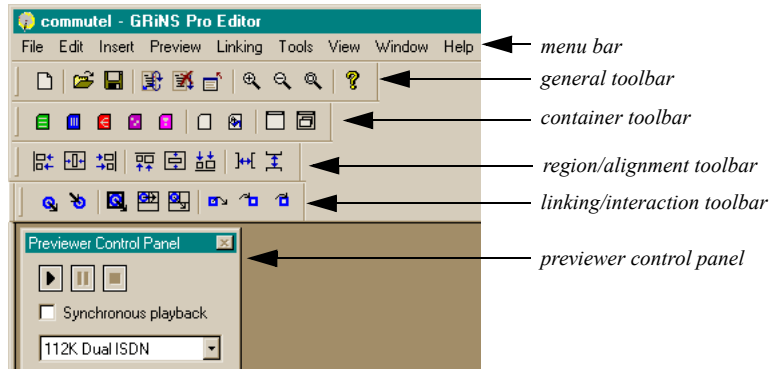 commutel - GRiNS Pro Editor
File Edit Insert Preview Linking Tools View Window Help
menu bar
general toolbar
container toolbar
region/alignment toolbar
linking/interaction toolbar
Previewer Control Panel
previewer control panel
Synchronous playback
112K Dual ISDN